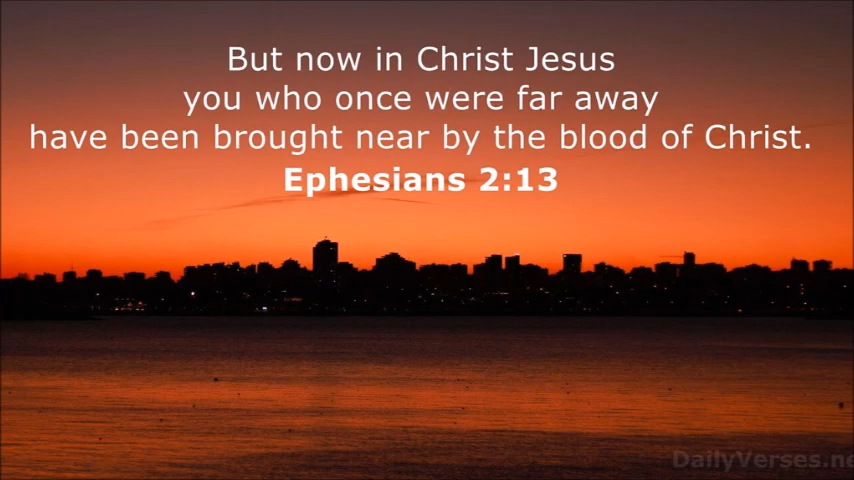 But now in Christ Jesus
you who once were far away
have been brought near by the blood of Christ.
Ephesians 2:13
DailyVerses.ne